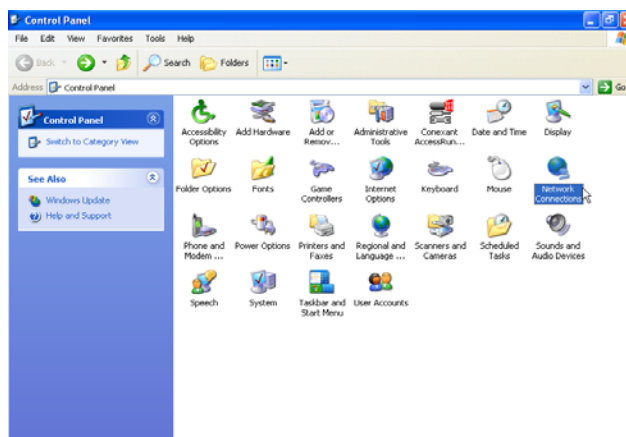 Control Panel
File Edit View Favorites Tools Help
Back Search Folders
Address Control Panel Go
Control Panel
Switch to Category View
See Also
Windows Update
Help and Support
Accessibility Options
Add Hardware
Add or Remov...
Administrative Tools
Conexant AccessRun...
Date and Time
Display
Folder Options
Fonts
Game Controllers
Internet Options
Keyboard
Mouse
Network Connections
Phone and Modem ...
Power Options
Printers and Faxes
Regional and Language ...
Scanners and Cameras
Scheduled Tasks
Sounds and Audio Devices
Speech
System
Taskbar and Start Menu
User Accounts